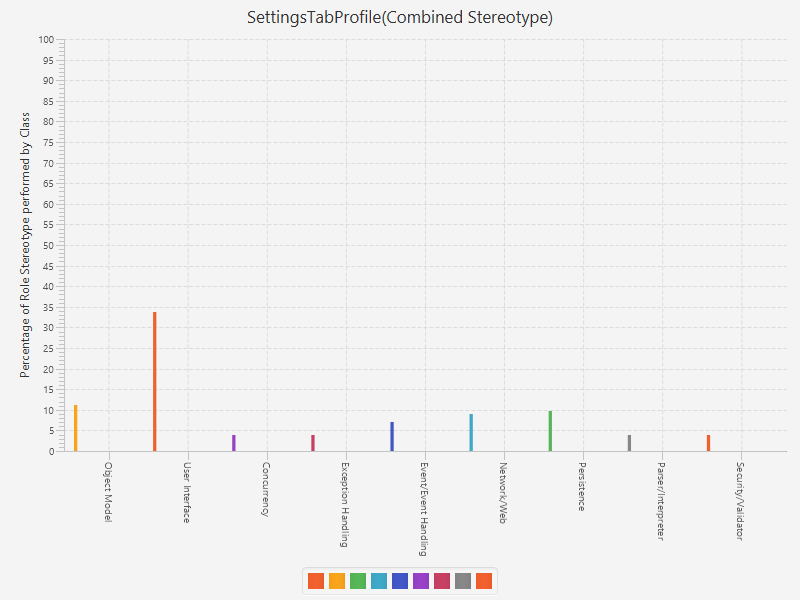 SettingsTabProfile(Combined Stereotype)
Percentage of Role Stereotype performed by Class
100
95
90
85
80
75
70
65
60
55
50
45
40
35
30
25
20
15
10
5
0
Object Model
User Interface
Concurrency
Exception Handling
Event/Event Handling
Network/Web
Persistence
Parser/Interpreter
Security/Validator